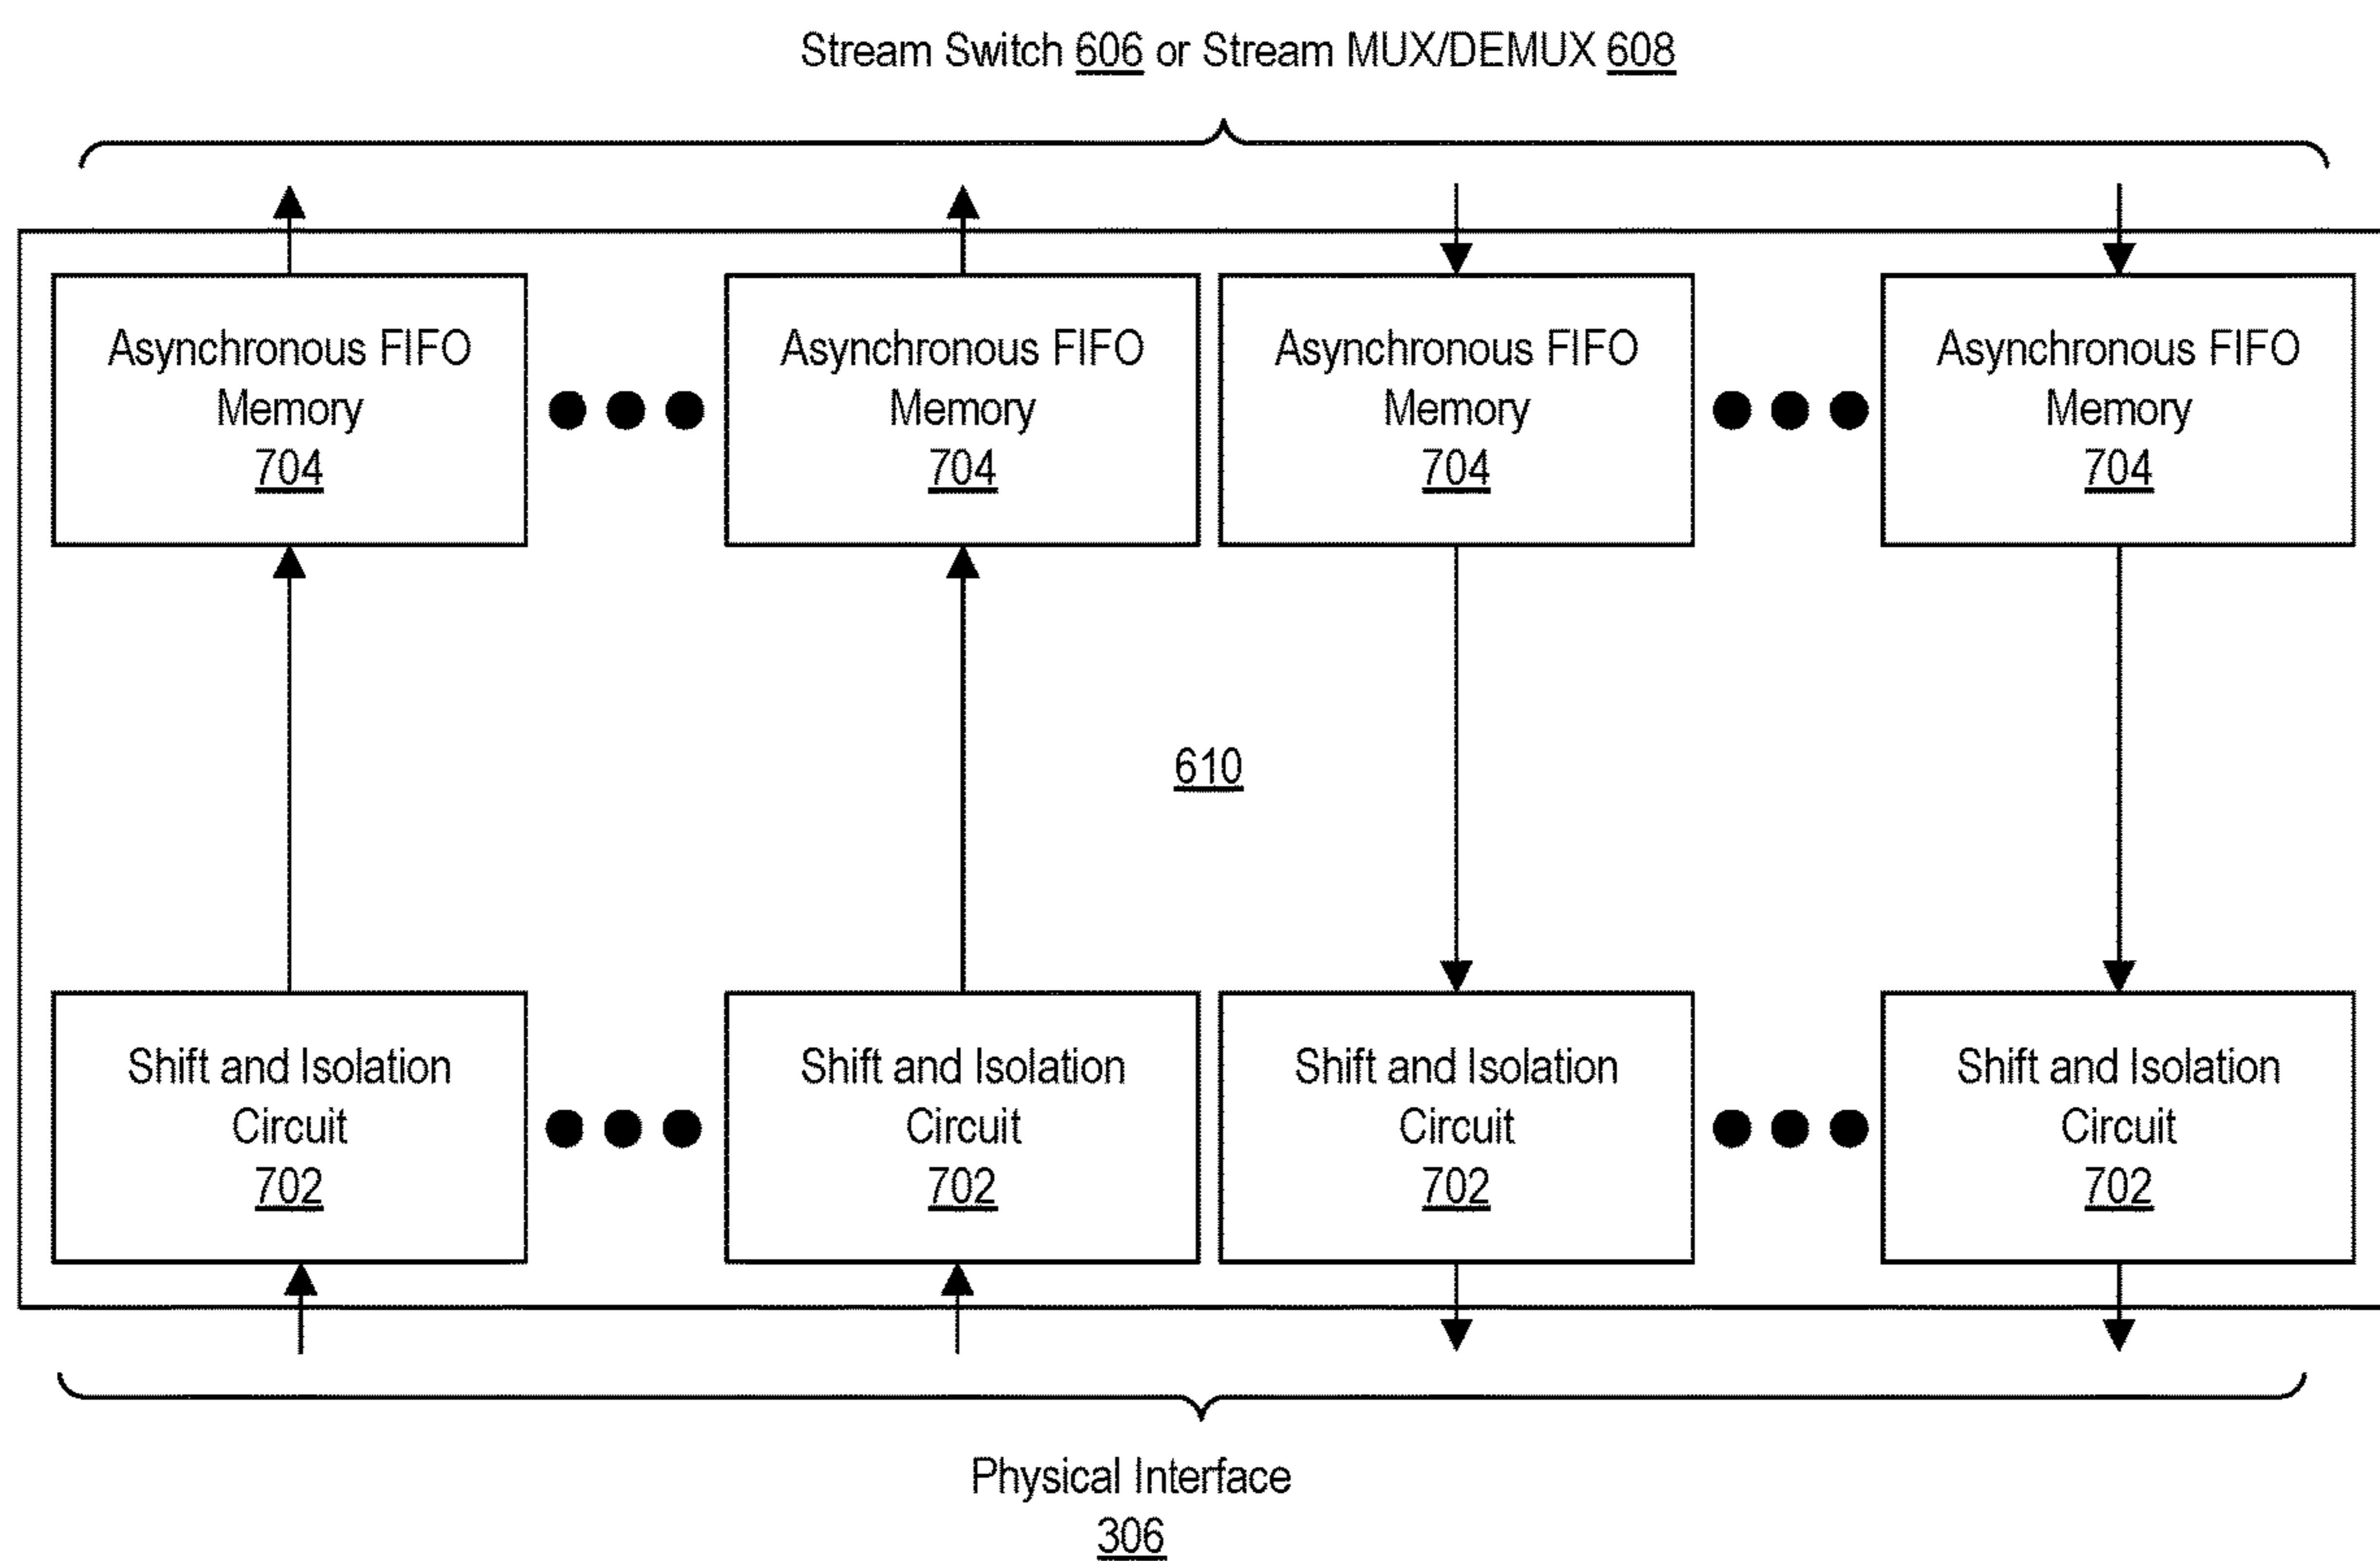 Stream Switch 606 or Stream MUX/DEMUX 608
Asynchronous FIFO
Memory
704
Asynchronous FIFO
Memory
704
Asynchronous FIFO
Memory
704
Asynchronous FIFO
Memory
704
610
Shift and Isolation
Circuit
702
Shift and Isolation
Circuit
702
Shift and Isolation
Circuit
702
Shift and Isolation
Circuit
702
Physical Interface
306